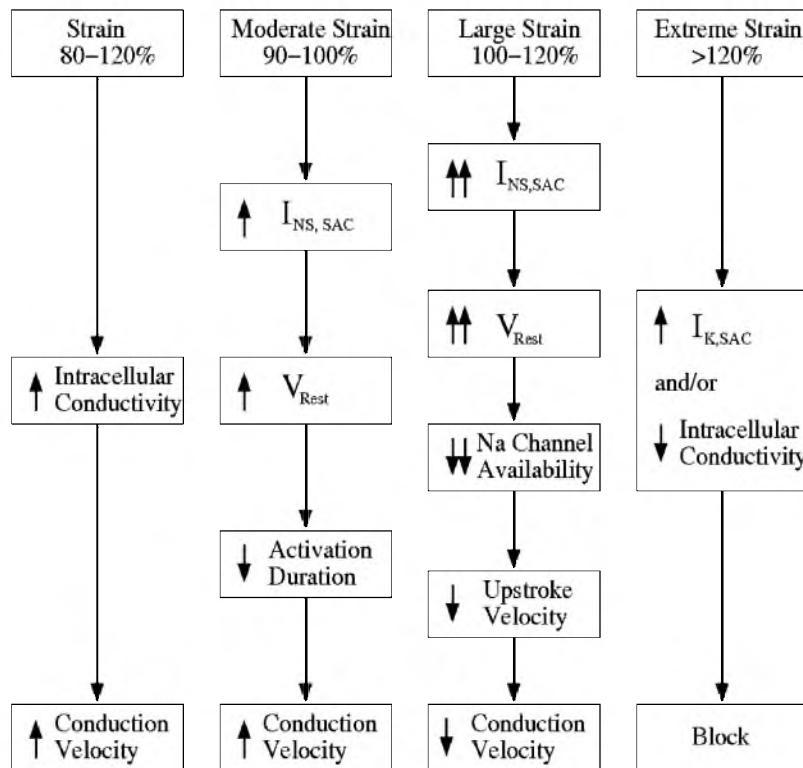 Strain
80–120%
↑ Intracellular
Conductivity
↑ Conduction
Velocity
Moderate Strain
90–100%
↑ I NS, SAC
↑ V Rest
↓ Activation
Duration
↑ Conduction
Velocity
Large Strain
100–120%
↑↑ I NS,SAC
↑↑ V Rest
↓↓ Na Channel
Availability
↓ Upstroke
Velocity
↓ Conduction
Velocity
Extreme Strain
>120%
↑ I K,SAC
and/or
↓ Intracellular
Conductivity
Block